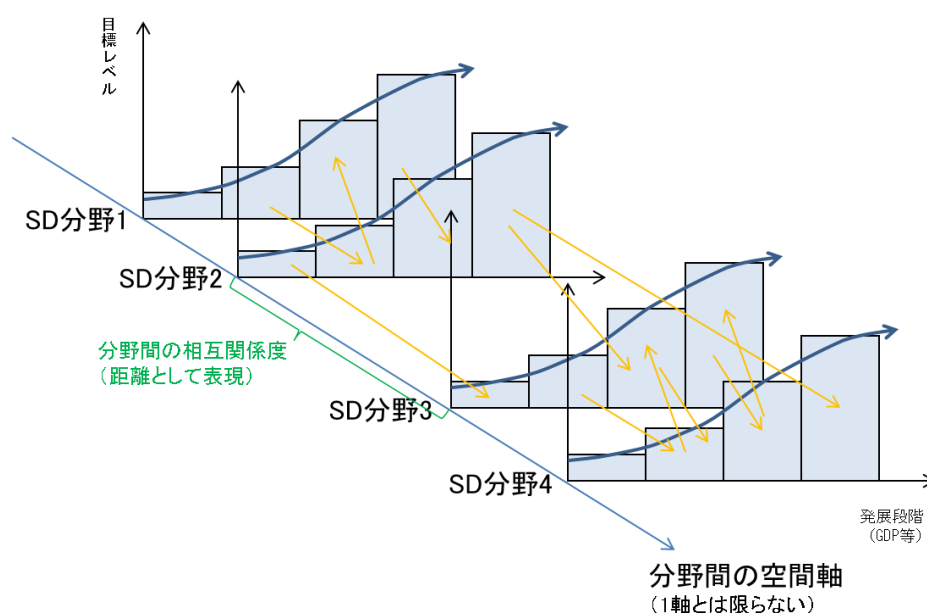 目標レベル
SD分野1
SD分野2
分野間の相互関係度
（距離として表現）
SD分野3
SD分野4
発展段階
（GDP等）
分野間の空間軸
（1軸とは限らない）